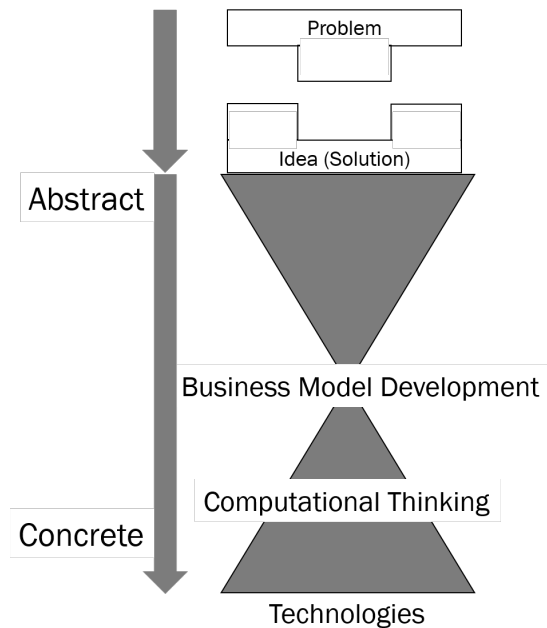 Problem
Idea (Solution)
Abstract
Business Model Development
Computational Thinking
Concrete
Technologies